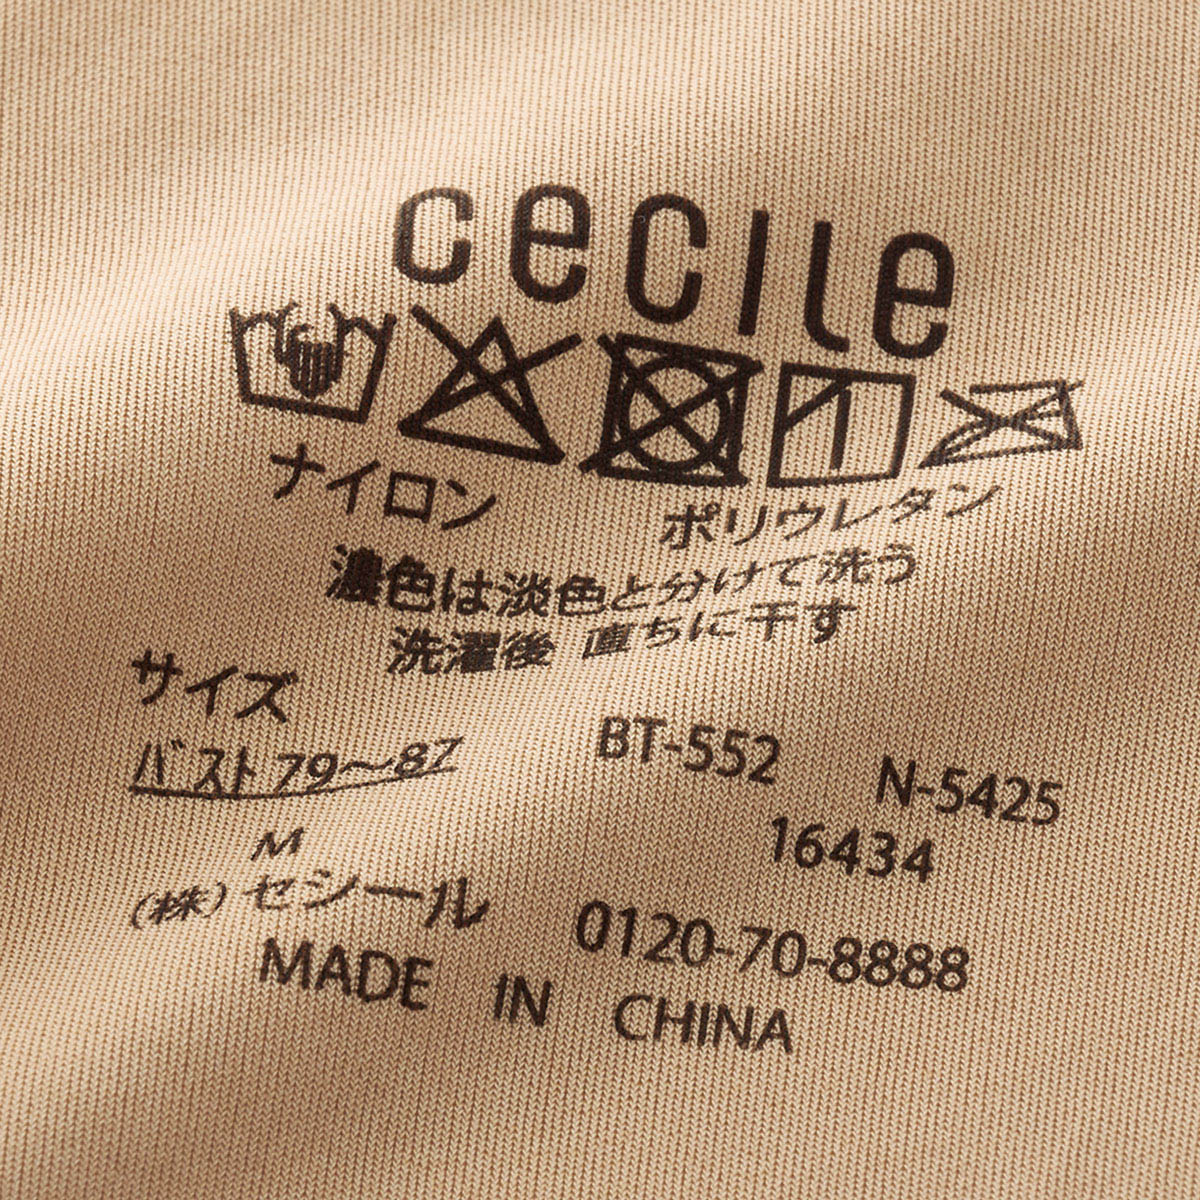 cecile
ナイロン ポリウレタン
濃色は淡色と分けて洗う
洗濯後 直ちに干す
サイズ
バスト79～87 BT-552 N-5425
M 16434
(株)セシール 0120-70-8888
MADE IN CHINA